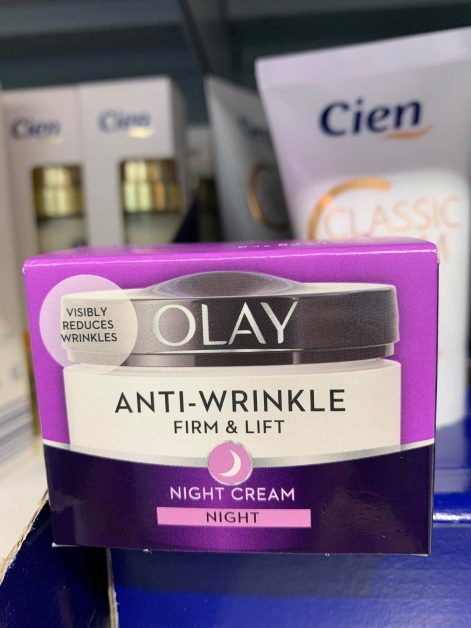 Cien
Cien
Cien
CLASSIC
VISIBLY
REDUCES
WRINKLES
OLAY
ANTI-WRINKLE
FIRM & LIFT
NIGHT CREAM
NIGHT